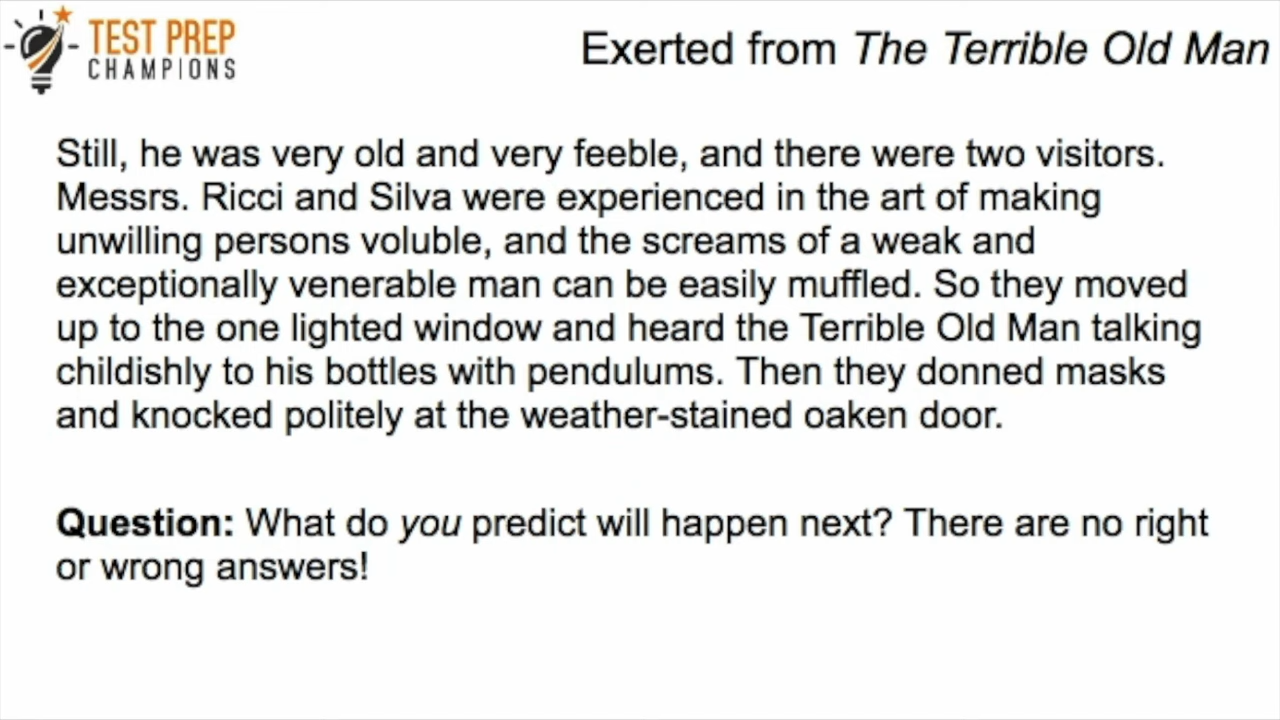 TEST PREP
CHAMPIONS
Exerted from The Terrible Old Man
Still, he was very old and very feeble, and there were two visitors.
Messrs. Ricci and Silva were experienced in the art of making
unwilling persons voluble, and the screams of a weak and
exceptionally venerable man can be easily muffled. So they moved
up to the one lighted window and heard the Terrible Old Man talking
childishly to his bottles with pendulums. Then they donned masks
and knocked politely at the weather-stained oaken door.
Question: What do you predict will happen next? There are no right
or wrong answers!